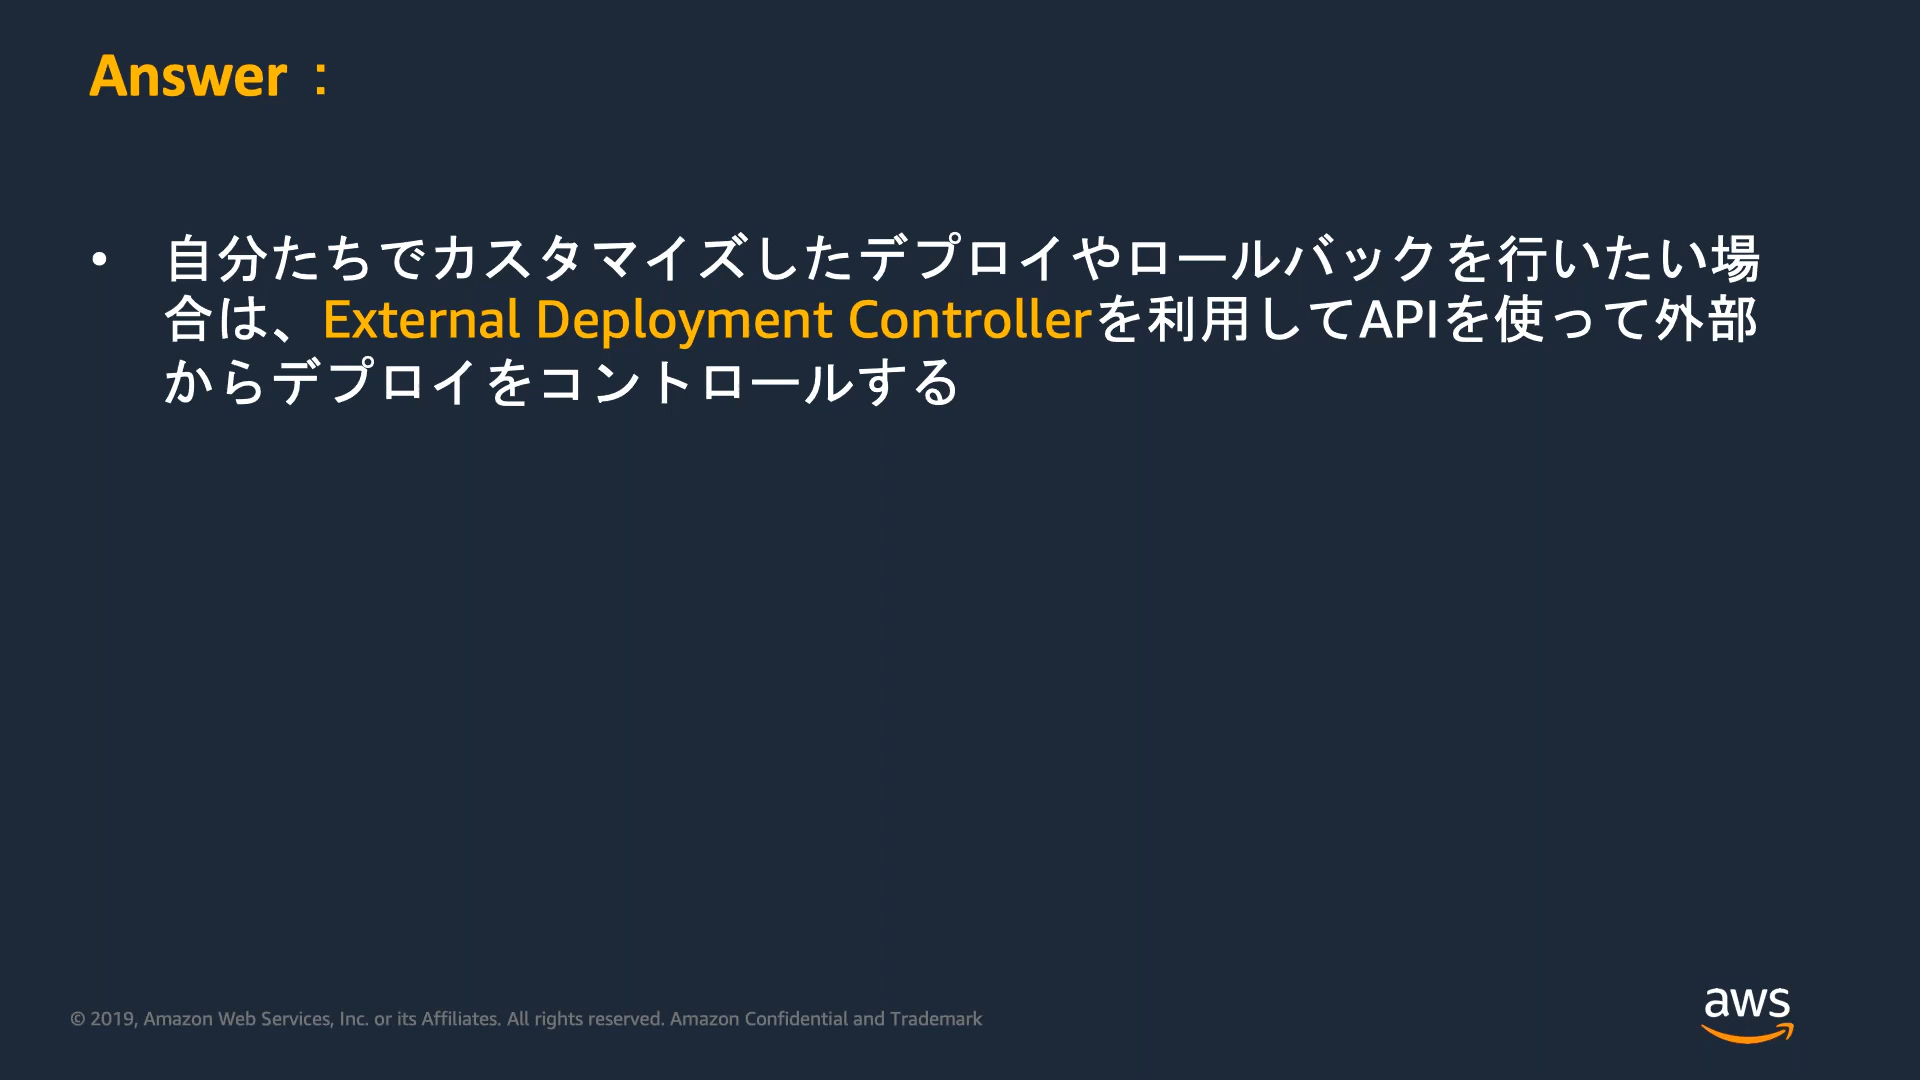 Answer：
• 自分たちでカスタマイズしたデプロイやロールバックを行いたい場
合は、External Deployment Controllerを利用してAPIを使って外部
からデプロイをコントロールする
© 2019, Amazon Web Services, Inc. or its Affiliates. All rights reserved. Amazon Confidential and Trademark
aws